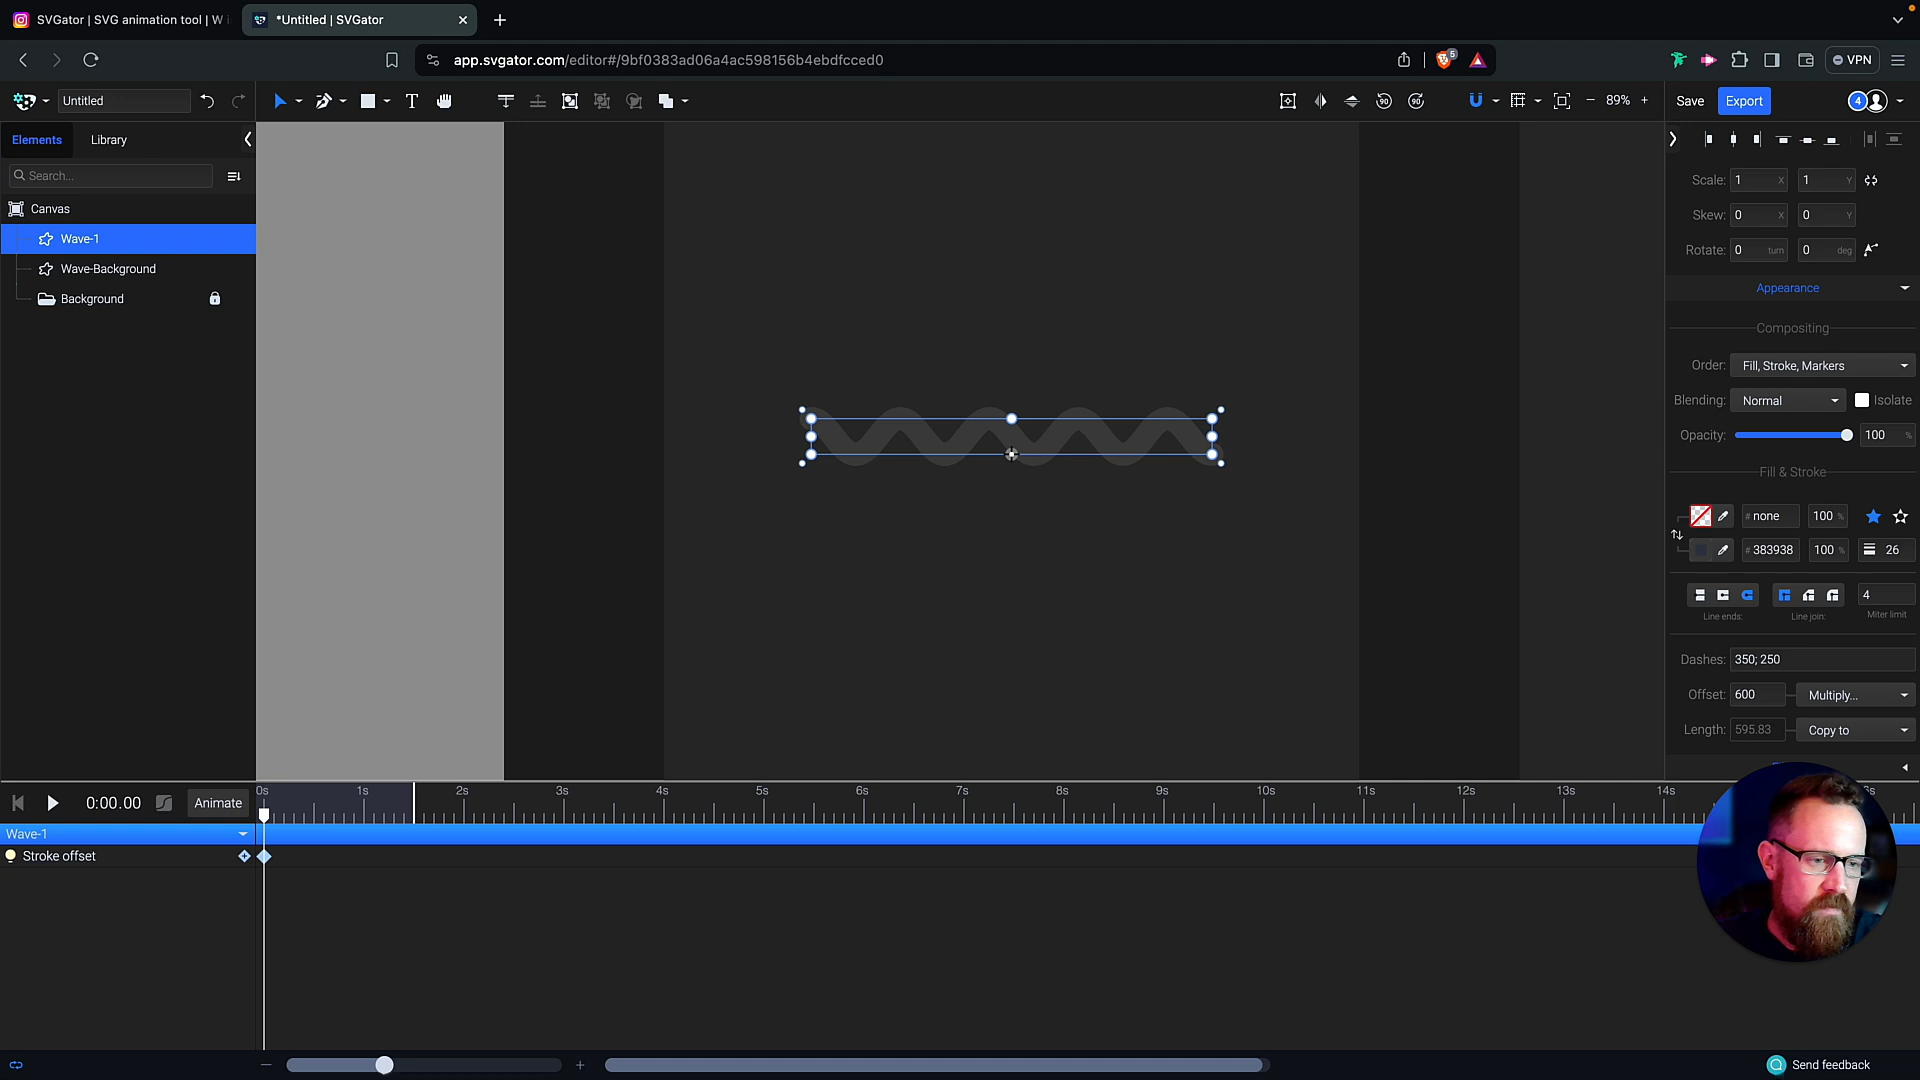 SVGator | SVG animation tool | W
*Untitled | SVGator
5
app.svgator.com/editor#/9bf0383ad06a4ac598156b4ebdfcced0
VPN
Untitled
T
90
90
89%
Save
Export
4
Elements
Library
Search...
Canvas
Wave-1
Wave-Background
Background
Scale: 1 X 1 Y
Skew: 0 X 0 Y
Rotate: 0 turn 0 deg
Appearance
Compositing
Order: Fill, Stroke, Markers
Blending: Normal Isolate
Opacity: 100 %
Fill & Stroke
# none 100 %
# 383938 100 % 26
4
Line ends: Line join: Miter limit
Dashes: 350; 250
Offset: 600 Multiply...
Length: 595.83 Copy to
0:00.00
Animate
0s 1s 2s 3s 4s 5s 6s 7s 8s 9s 10s 11s 12s 13s 14s
Wave-1
Stroke offset
Send feedback